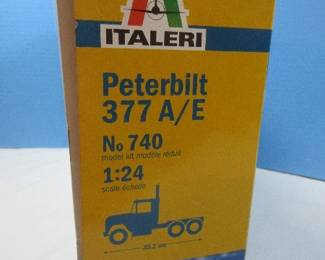 ITALERI
Peterbilt
377 A/E
No 740
model kit modèle réduit
1:24
scale échelle